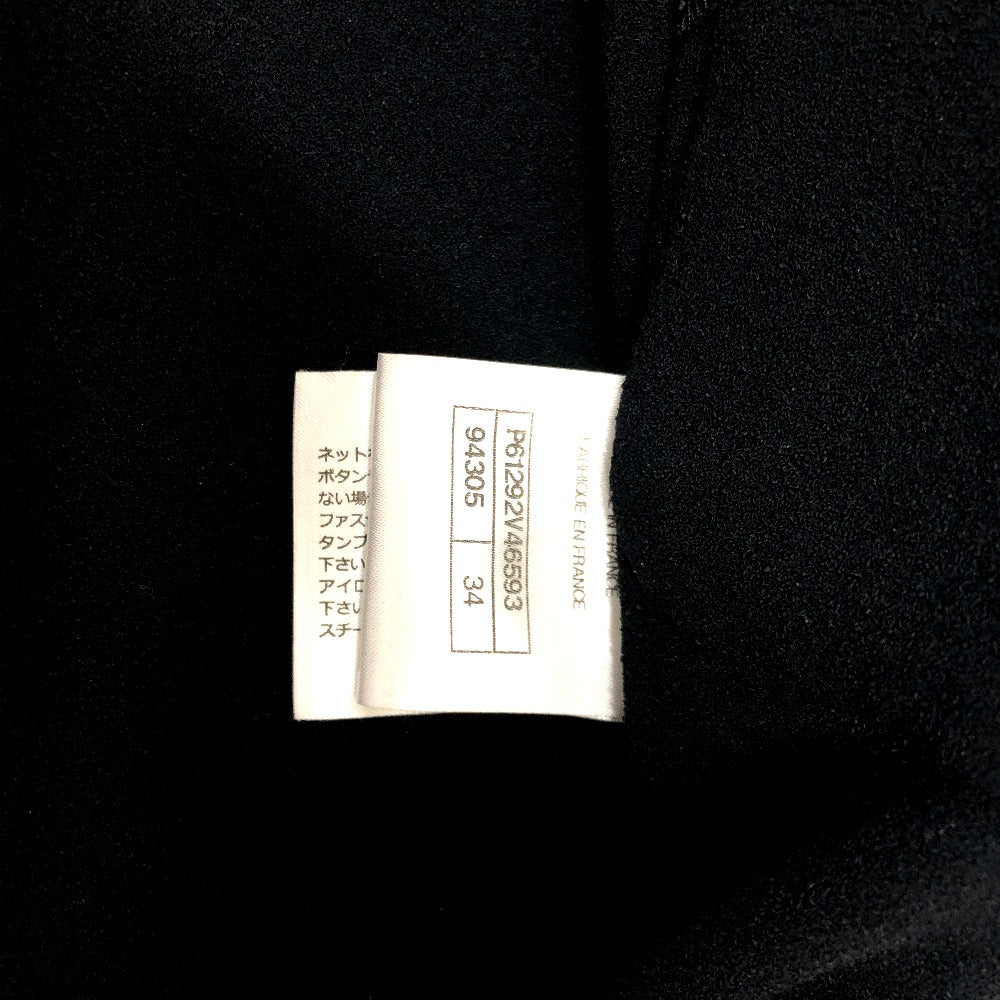 FABRIQUE EN FRANCE
P61292V46593
94305 34
ネット
ボタン
ない場
ファス
タンブ
下さい
アイロ
下さい
スチー